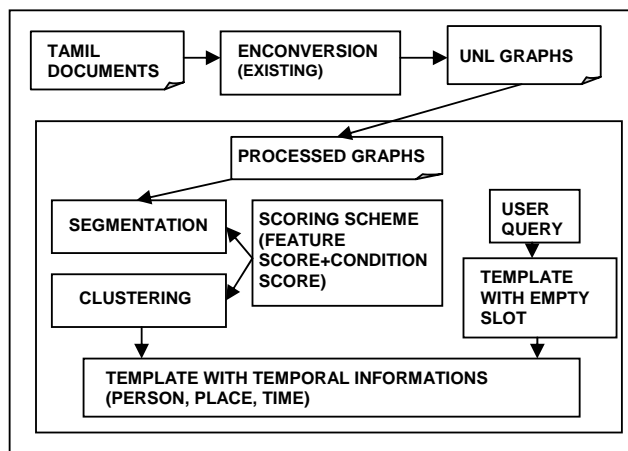 TAMIL
DOCUMENTS
ENCONVERSION
(EXISTING)
UNL GRAPHS
PROCESSED GRAPHS
SEGMENTATION
SCORING SCHEME
(FEATURE
SCORE+CONDITION
SCORE)
USER
QUERY
CLUSTERING
TEMPLATE
WITH EMPTY
SLOT
TEMPLATE WITH TEMPORAL INFORMATIONS
(PERSON, PLACE, TIME)